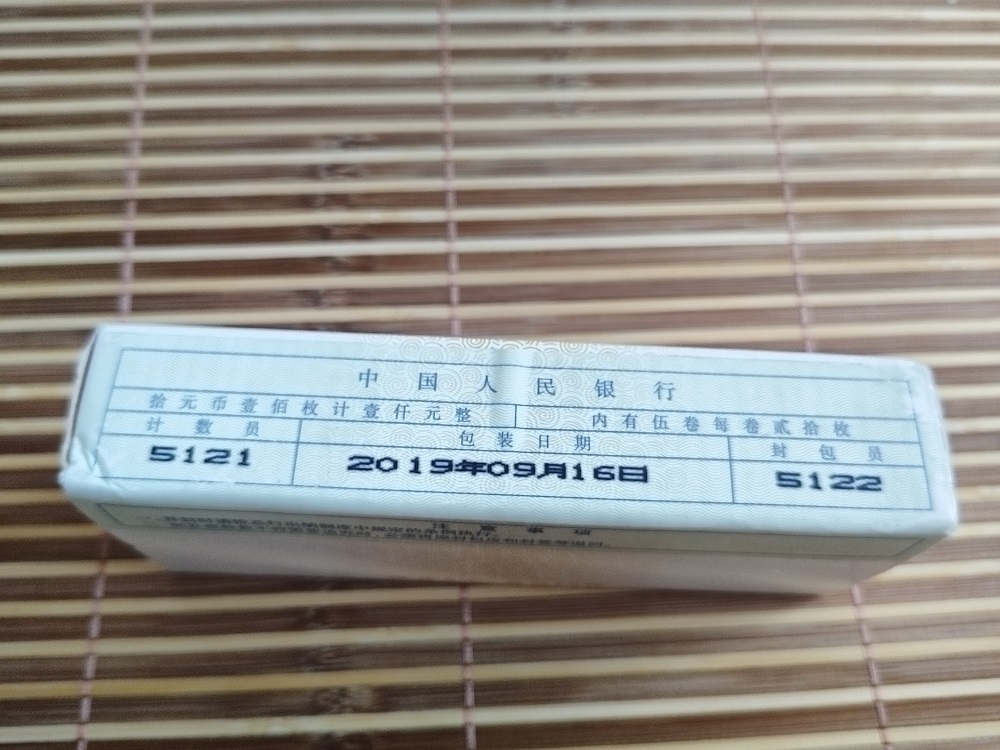 中国人民银行
拾元币壹佰枚计壹仟元整 内有伍卷每卷贰拾枚
计数员 包装日期 封包员
5121 2019年09月16日 5122
注意事项